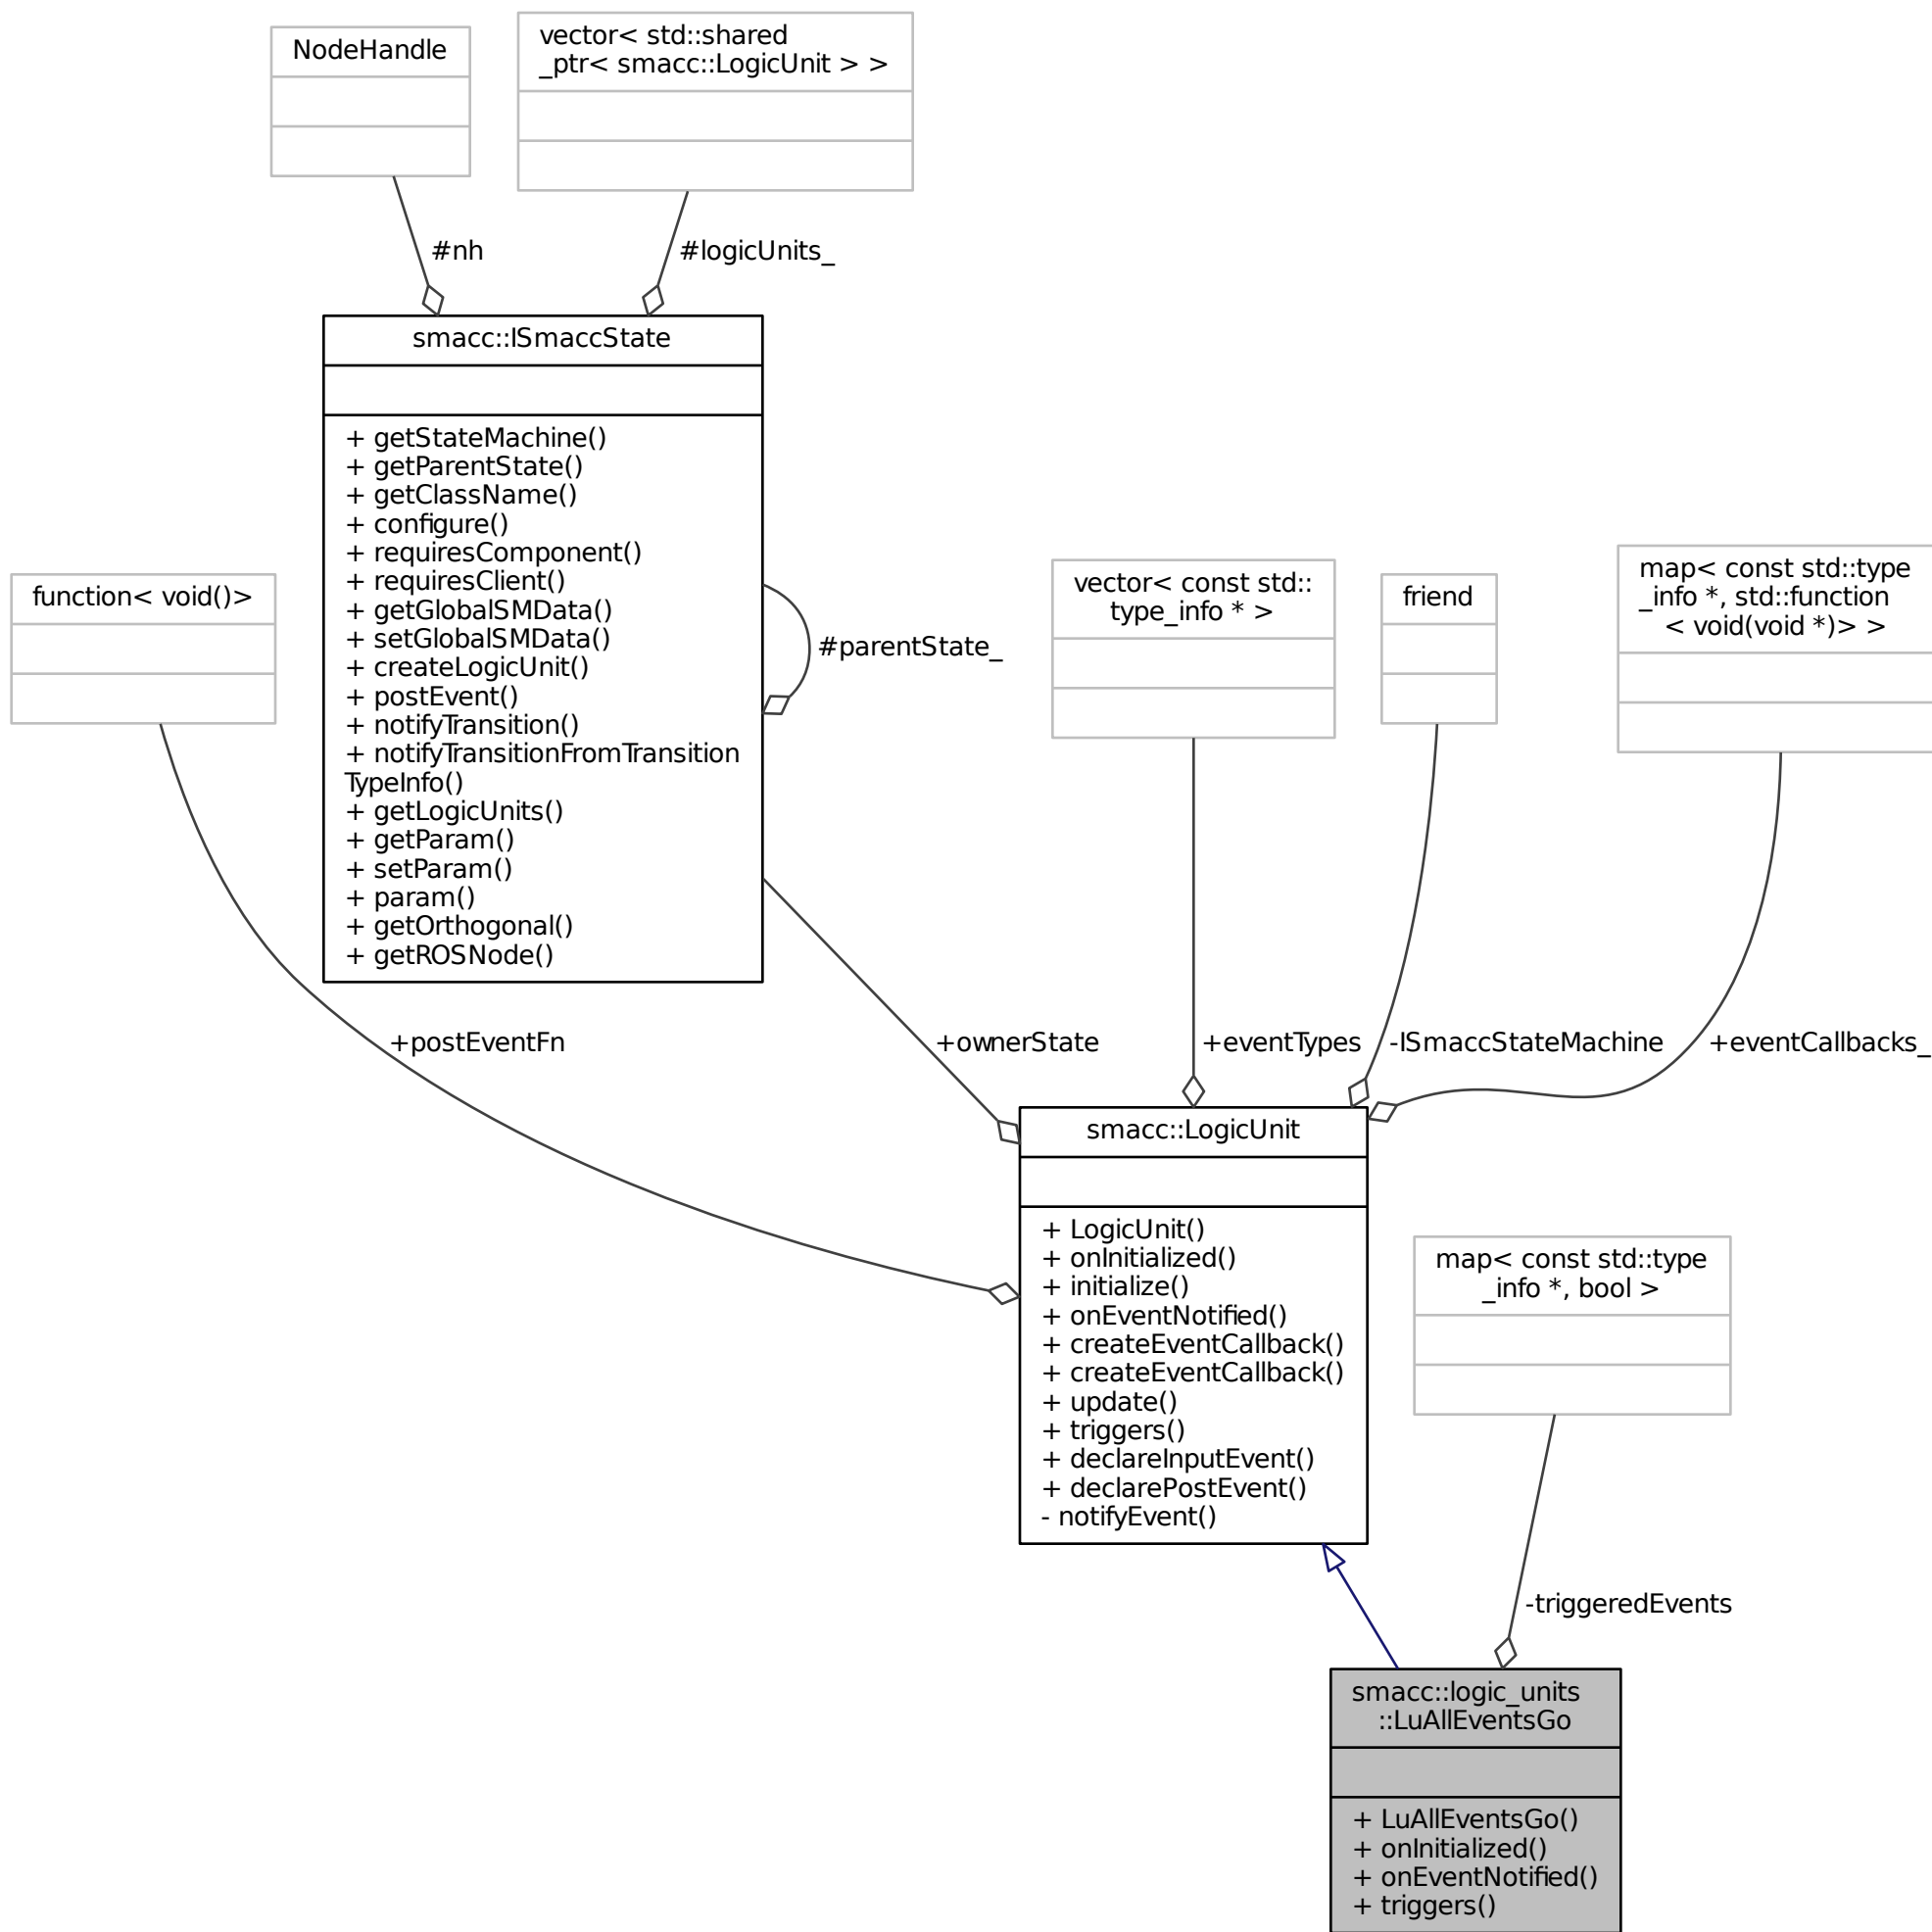 NodeHandle
vector< std::shared
_ptr< smacc::LogicUnit > >
#nh
#logicUnits_
smacc::ISmaccState
+ getStateMachine()
+ getParentState()
+ getClassName()
+ configure()
+ requiresComponent()
+ requiresClient()
+ getGlobalSMData()
+ setGlobalSMData()
+ createLogicUnit()
+ postEvent()
+ notifyTransition()
+ notifyTransitionFromTransition
TypeInfo()
+ getLogicUnits()
+ getParam()
+ setParam()
+ param()
+ getOrthogonal()
+ getROSNode()
#parentState_
function< void()>
vector< const std::
type_info * >
friend
map< const std::type
_info *, std::function
< void(void *)> >
+postEventFn
+ownerState
+eventTypes
-ISmaccStateMachine
+eventCallbacks_
smacc::LogicUnit
+ LogicUnit()
+ onInitialized()
+ initialize()
+ onEventNotified()
+ createEventCallback()
+ createEventCallback()
+ update()
+ triggers()
+ declareInputEvent()
+ declarePostEvent()
- notifyEvent()
map< const std::type
_info *, bool >
-triggeredEvents
smacc::logic_units
::LuAllEventsGo
+ LuAllEventsGo()
+ onInitialized()
+ onEventNotified()
+ triggers()